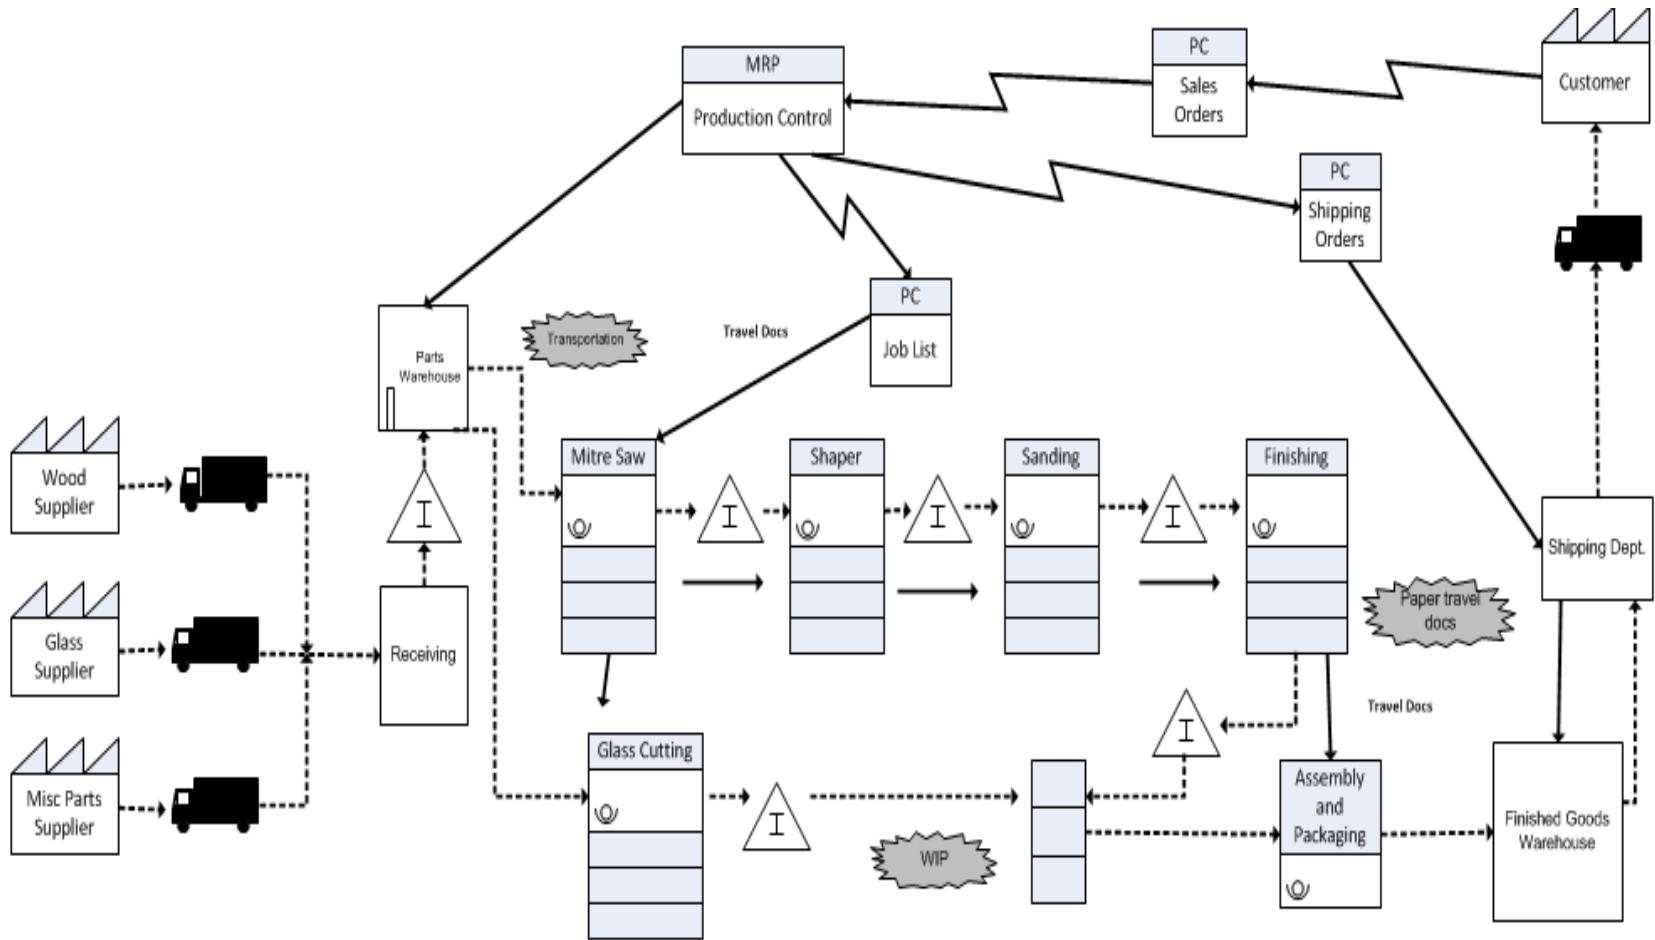 PC
Sales
Orders
Customer
MRP
Production Control
PC
Shipping
Orders
PC
Job List
Travel Docs
Transportation
Parts
Warehouse
Wood
Supplier
I
Mitre Saw
I
Shaper
I
Sanding
I
Finishing
Shipping Dept.
Paper travel
docs
Glass
Supplier
Receiving
Travel Docs
I
Misc Parts
Supplier
Glass Cutting
I
WIP
Assembly
and
Packaging
Finished Goods
Warehouse